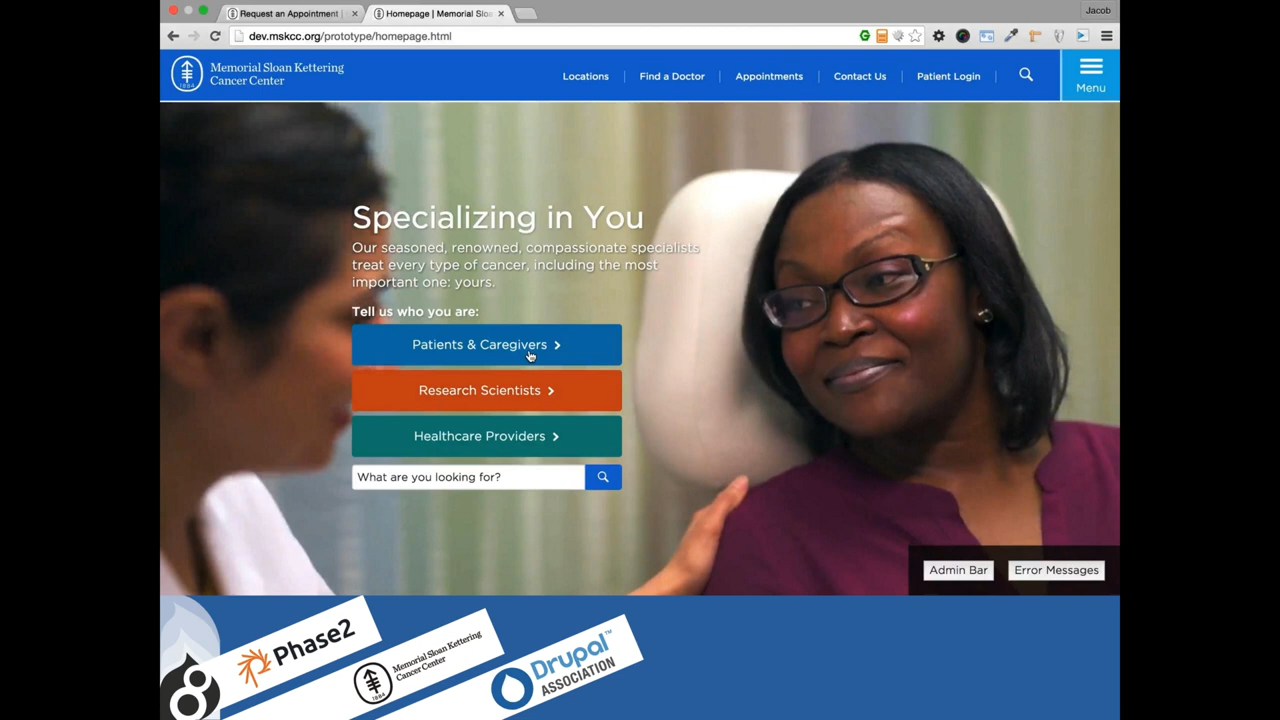 Request an Appointment |
Homepage | Memorial Sloa
Jacob
dev.mskcc.org/prototype/homepage.html
Memorial Sloan Kettering
Cancer Center
Locations
Find a Doctor
Appointments
Contact Us
Patient Login
Menu
Specializing in You
Our seasoned, renowned, compassionate specialists
treat every type of cancer, including the most
important one: yours.
Tell us who you are:
Patients & Caregivers
Research Scientists
Healthcare Providers
What are you looking for?
Admin Bar
Error Messages
8
Phase2
1884
Memorial Sloan Kettering
Cancer Center
Drupal™
ASSOCIATION